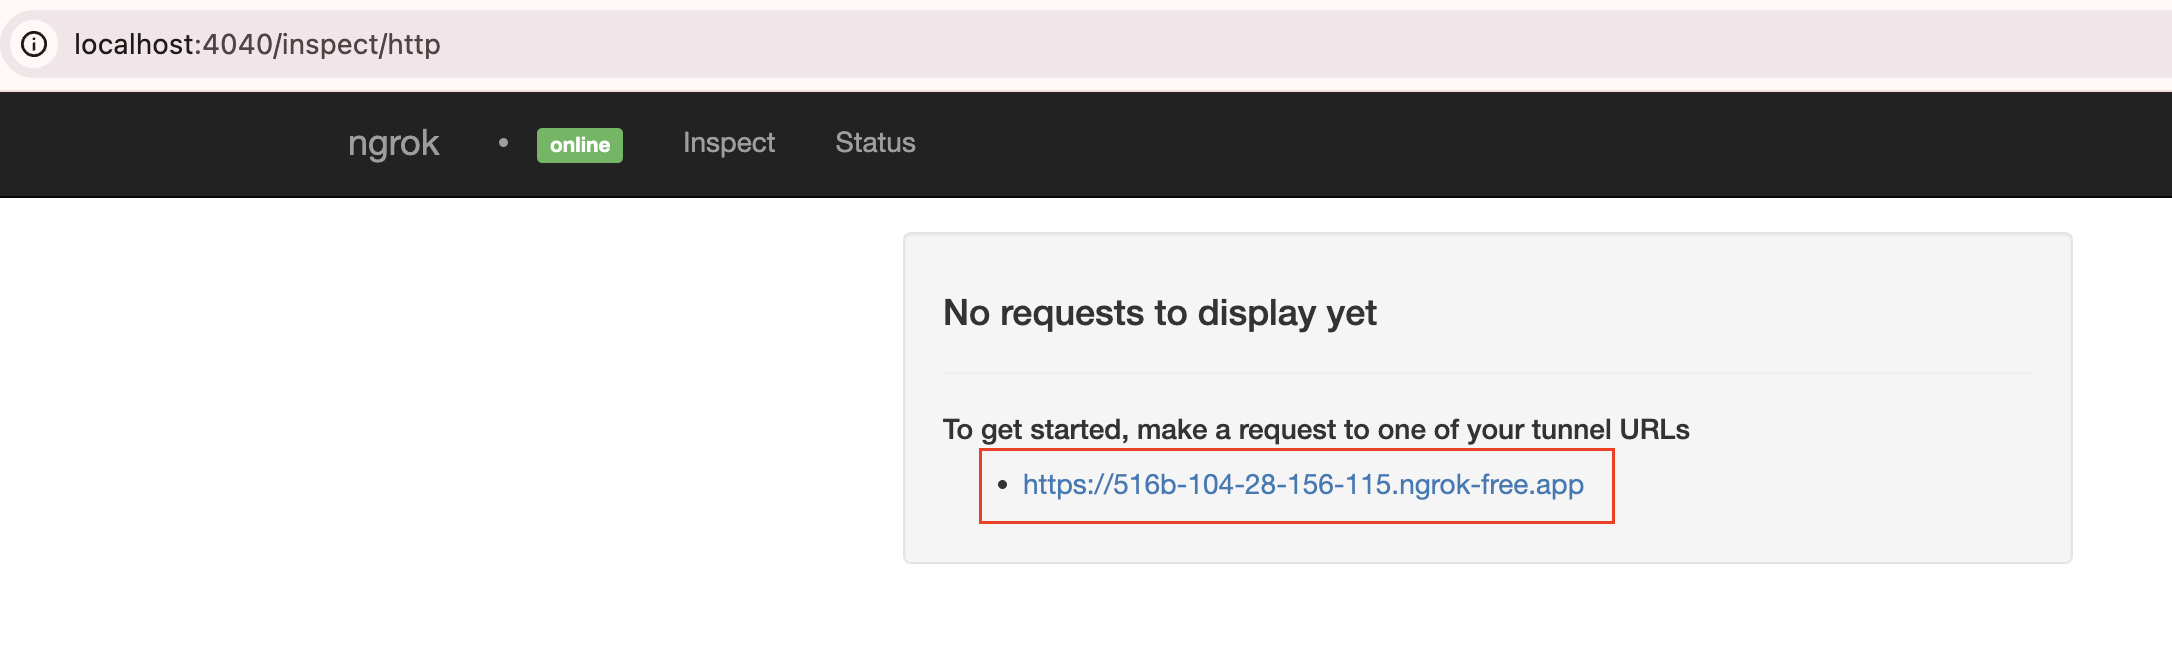 localhost:4040/inspect/http
ngrok • online Inspect Status
No requests to display yet
To get started, make a request to one of your tunnel URLs
• https://516b-104-28-156-115.ngrok-free.app